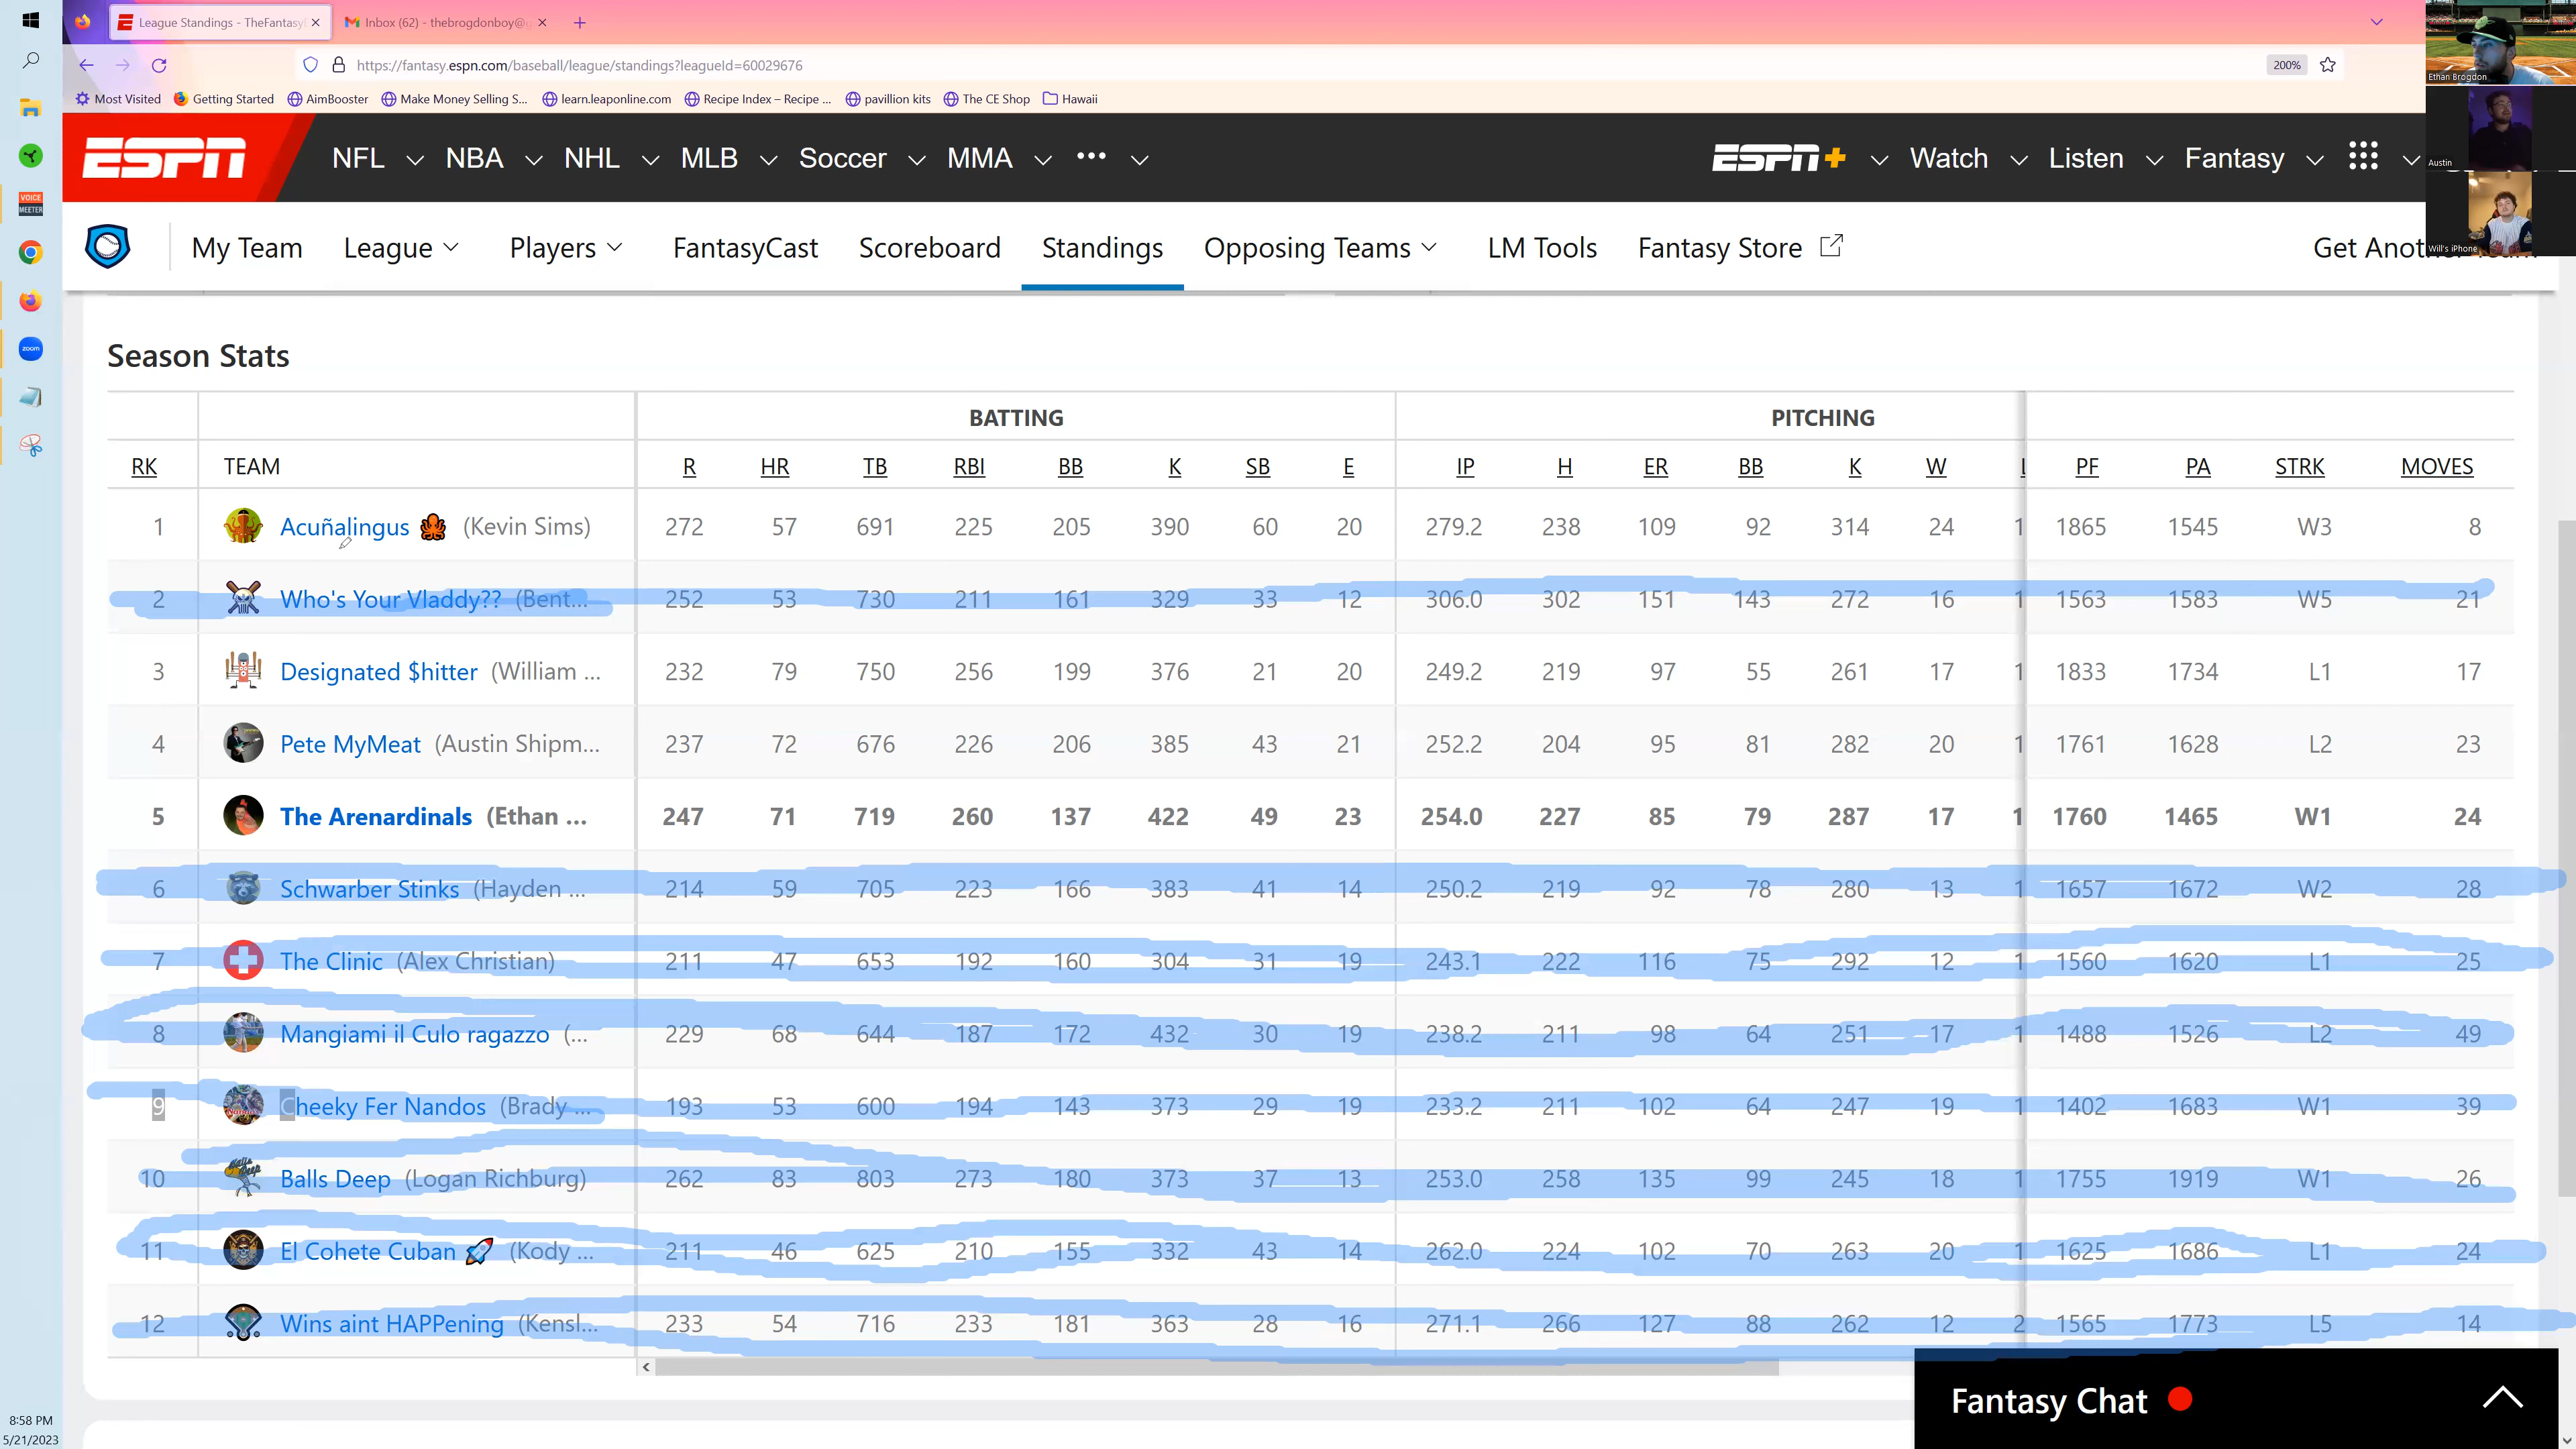 League Standings - TheFantasy
Inbox (62) - thebrogdonboy@g
https://fantasy.espn.com/baseball/league/standings?leagueId=60029676
200%
Most Visited Getting Started AimBooster Make Money Selling S... learn.leaponline.com Recipe Index – Recipe ... pavillion kits The CE Shop Hawaii
Ethan Brogdon
Austin
Will's iPhone
VOICE MEETER
zoom
ESPN NFL NBA NHL MLB Soccer MMA ••• ESPN+ Watch Listen Fantasy
My Team League Players FantasyCast Scoreboard Standings Opposing Teams LM Tools Fantasy Store Get Anot
Season Stats
BATTING PITCHING
RK TEAM R HR TB RBI BB K SB E IP H ER BB K W L PF PA STRK MOVES
1 Acuñalingus 🐙 (Kevin Sims) 272 57 691 225 205 390 60 20 279.2 238 109 92 314 24 1 1865 1545 W3 8
2 Who's Your Vladdy?? (Bent... 252 53 730 211 161 329 33 12 306.0 302 151 143 272 16 1 1563 1583 W5 21
3 Designated $hitter (William ... 232 79 750 256 199 376 21 20 249.2 219 97 55 261 17 1 1833 1734 L1 17
4 Pete MyMeat (Austin Shipm... 237 72 676 226 206 385 43 21 252.2 204 95 81 282 20 1 1761 1628 L2 23
5 The Arenardinals (Ethan ... 247 71 719 260 137 422 49 23 254.0 227 85 79 287 17 1 1760 1465 W1 24
6 Schwarber Stinks (Hayden ... 214 59 705 223 166 383 41 14 250.2 219 92 78 280 13 1 1657 1672 W2 28
7 The Clinic (Alex Christian) 211 47 653 192 160 304 31 19 243.1 222 116 75 292 12 1 1560 1620 L1 25
8 Mangiami il Culo ragazzo (... 229 68 644 187 172 432 30 19 238.2 211 98 64 251 17 1 1488 1526 L2 49
9 Cheeky Fer Nandos (Brady ... 193 53 600 194 143 373 29 19 233.2 211 102 64 247 19 1 1402 1683 W1 39
10 Balls Deep (Logan Richburg) 262 83 803 273 180 373 37 13 253.0 258 135 99 245 18 1 1755 1919 W1 26
11 El Cohete Cuban 🚀 (Kody ... 211 46 625 210 155 332 43 14 262.0 224 102 70 263 20 1 1625 1686 L1 24
12 Wins aint HAPPening (Kensl... 233 54 716 233 181 363 28 16 271.1 266 127 88 262 12 2 1565 1773 L5 14
Fantasy Chat
8:58 PM
5/21/2023